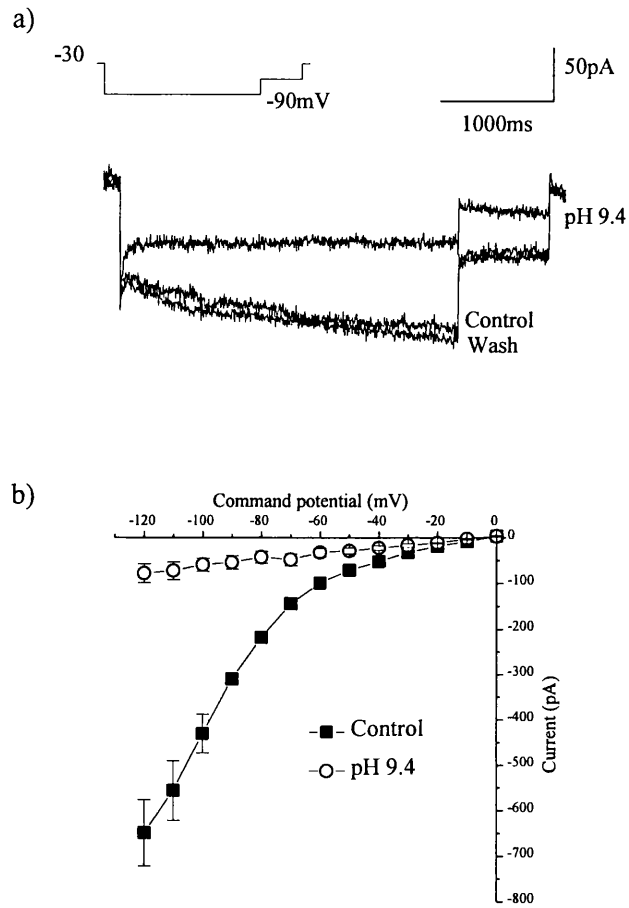 a)
-30
-90mV
50pA
1000ms
pH 9.4
Control
Wash
b)
Command potential (mV)
-120 -100 -80 -60 -40 -20 0
0
-100
-200
-300
-400
-500
-600
-700
-800
Current (pA)
Control
pH 9.4